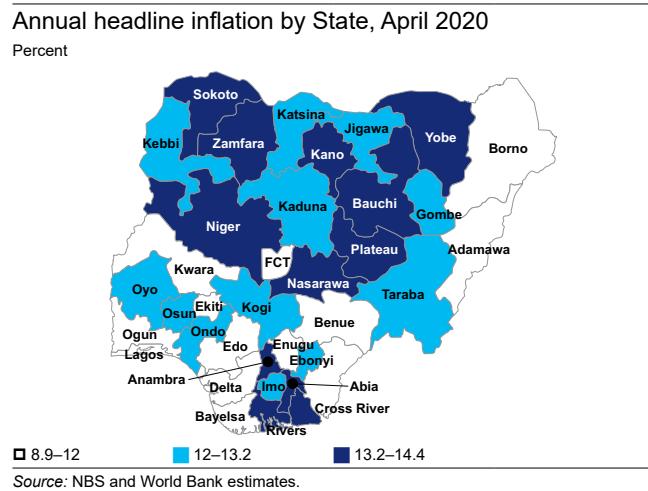 Annual headline inflation by State, April 2020
Percent
Sokoto
Katsina
Jigawa
Yobe
Kebbi
Zamfara
Kano
Borno
Kaduna
Bauchi
Gombe
Niger
Plateau
Adamawa
FCT
Kwara
Nasarawa
Taraba
Oyo
Ekiti
Kogi
Osun
Benue
Ogun
Ondo
Edo
Enugu
Lagos
Ebonyi
Anambra
Delta
Imo
Abia
Bayelsa
Cross River
Rivers
8.9–12
12–13.2
13.2–14.4
Source: NBS and World Bank estimates.